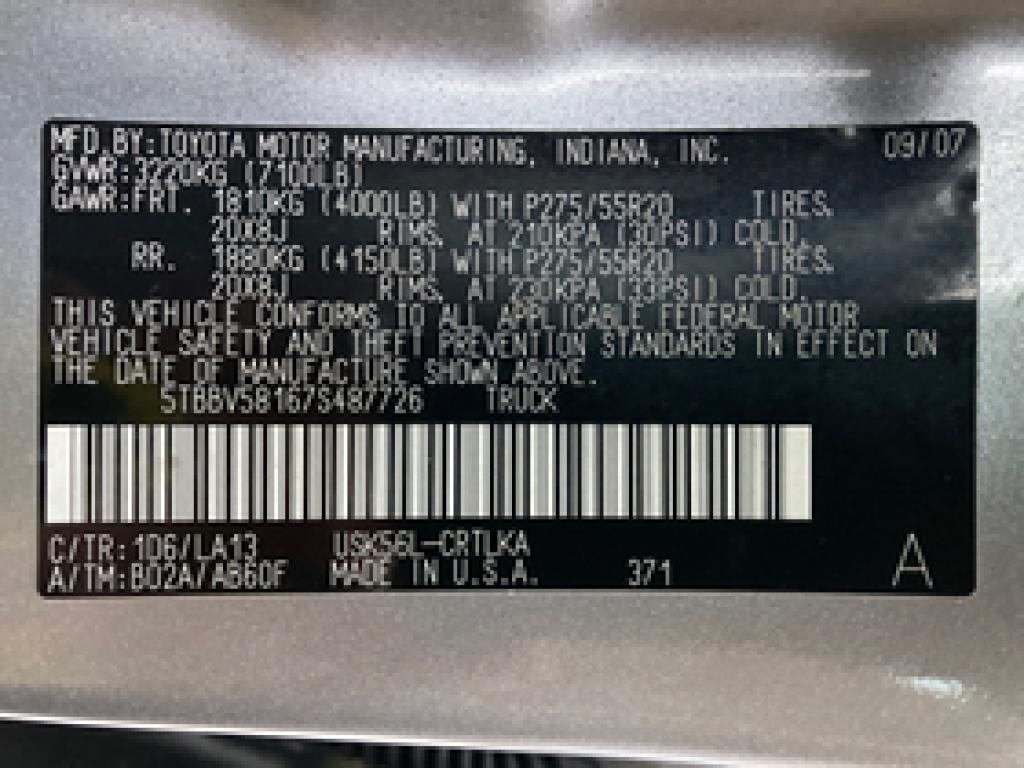 MFD.BY:TOYOTA MOTOR MANUFACTURING, INDIANA, INC. 09/07
GVWR:3220KG (7100LB)
GAWR:FRT. 1810KG (4000LB) WITH P275/55R20 TIRES,
20X8J RIMS, AT 210KPA (30PSI) COLD,
RR. 1880KG (4150LB) WITH P275/55R20 TIRES,
20X8J RIMS, AT 230KPA (33PSI) COLD,
THIS VEHICLE CONFORMS TO ALL APPLICABLE FEDERAL MOTOR
VEHICLE SAFETY AND THEFT PREVENTION STANDARDS IN EFFECT ON
THE DATE OF MANUFACTURE SHOWN ABOVE.
5TBBV58167S487726 TRUCK
C/TR:1D6/LA13 USK56L-CRTLKA
A/TM:B02A/AB60F MADE IN U.S.A. 371 A